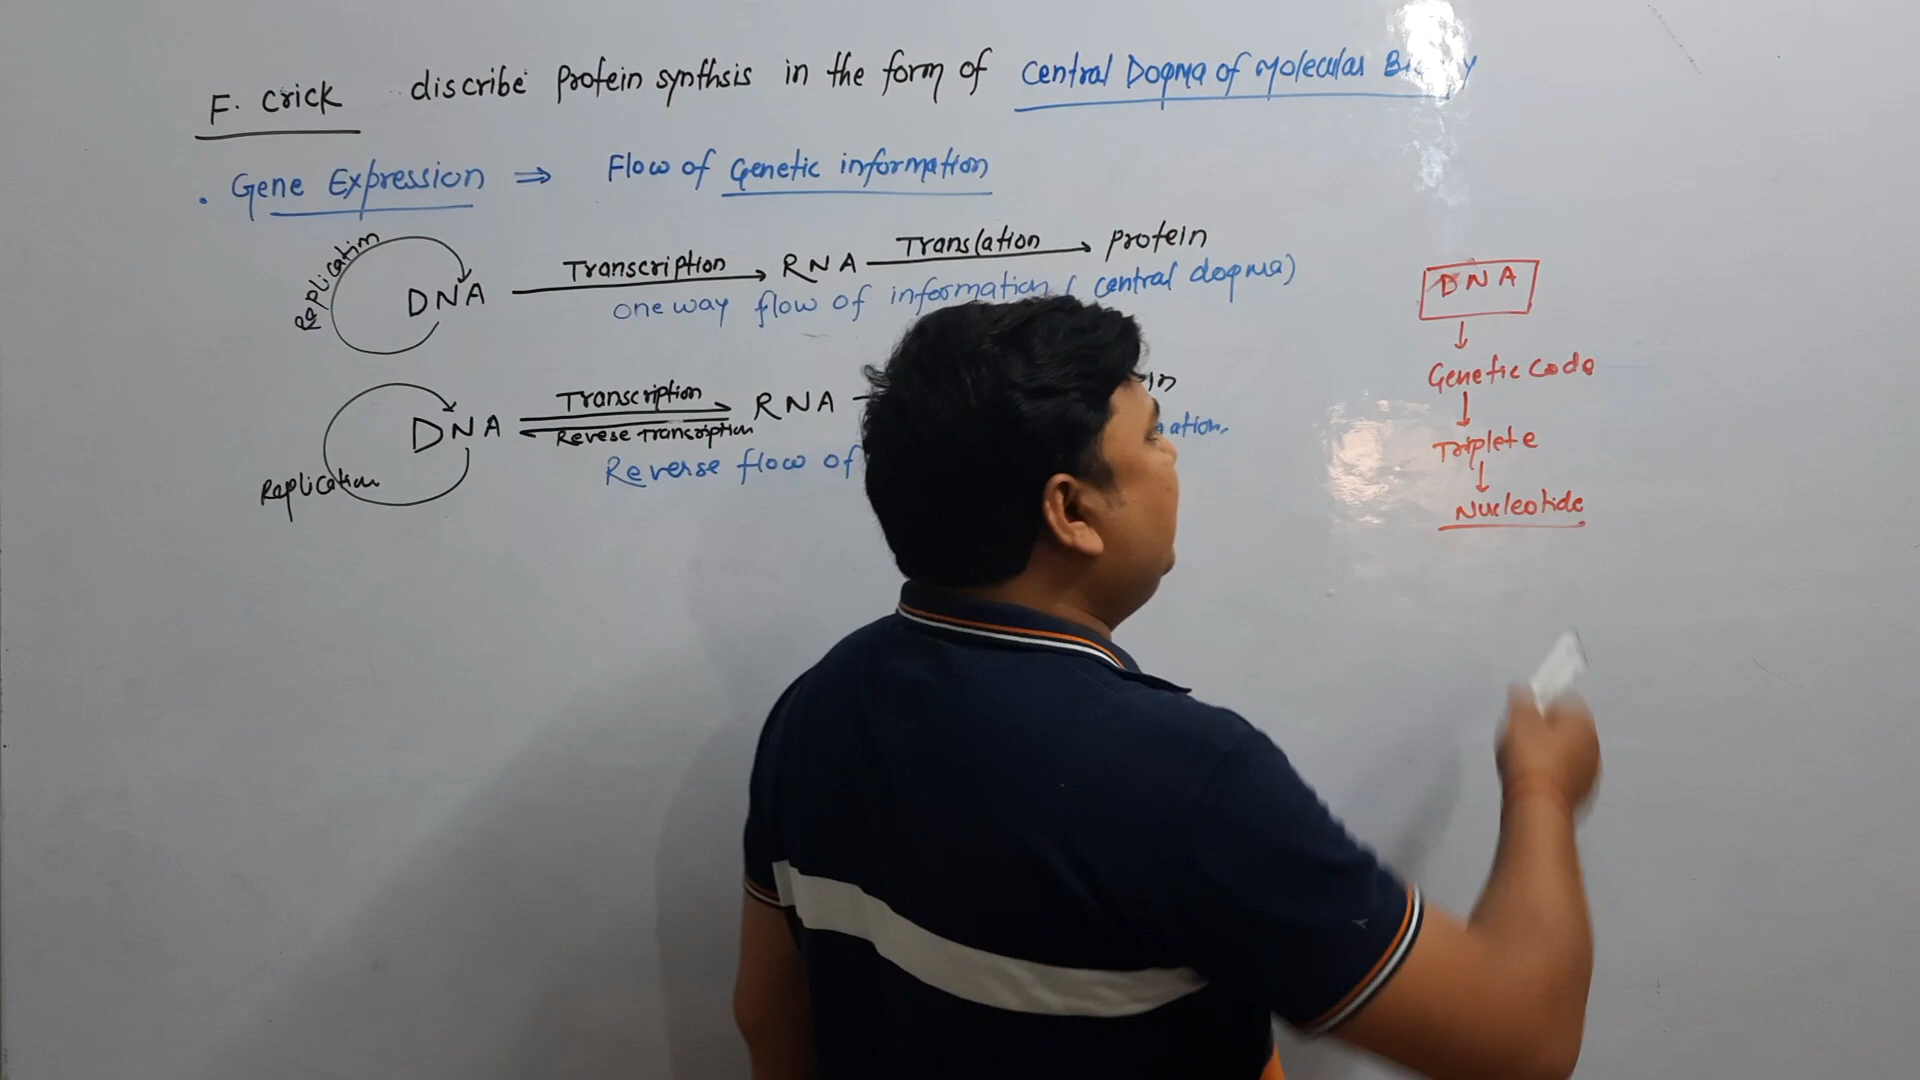 F. Crick discribe Protein synthsis in the form of Central Dogma of Molecular
. Gene Expression ⇒ Flow of Genetic information
Replication
DNA Transcription RNA Translation protein
one way flow of information ( central dogma)
DNA Transcription RNA
Revese Trancription
Replication
Reverse flow of
DNA
↓
Genetic Code
↓
Triplete
↓
Nucleotide